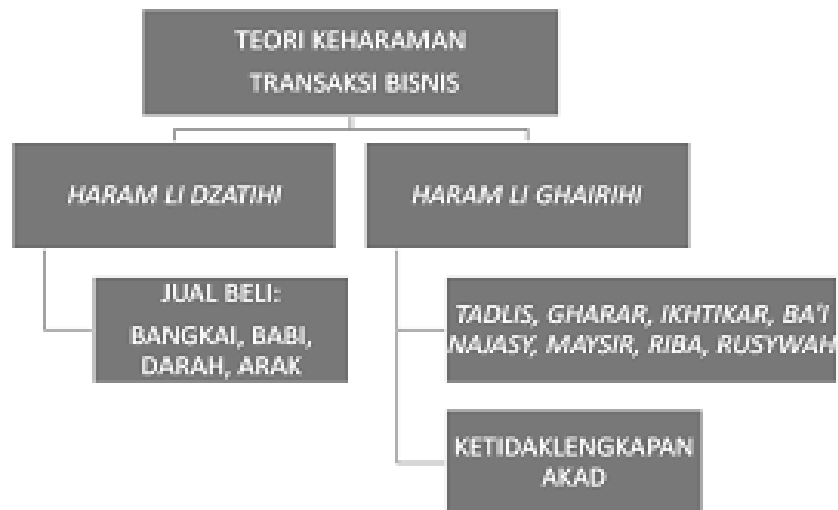 TEORI KEHARAMAN
TRANSAKSI BISNIS
HARAM LI DZATIHI
HARAM LI GHAIRIHI
JUAL BELI:
BANGKAI, BABI,
DARAH, ARAK
TADLIS, GHARAR, IKHTIKAR, BA'I
NAJASY, MAYSIR, RIBA, RUSYWAH
KETIDAKLENGKAPAN
AKAD